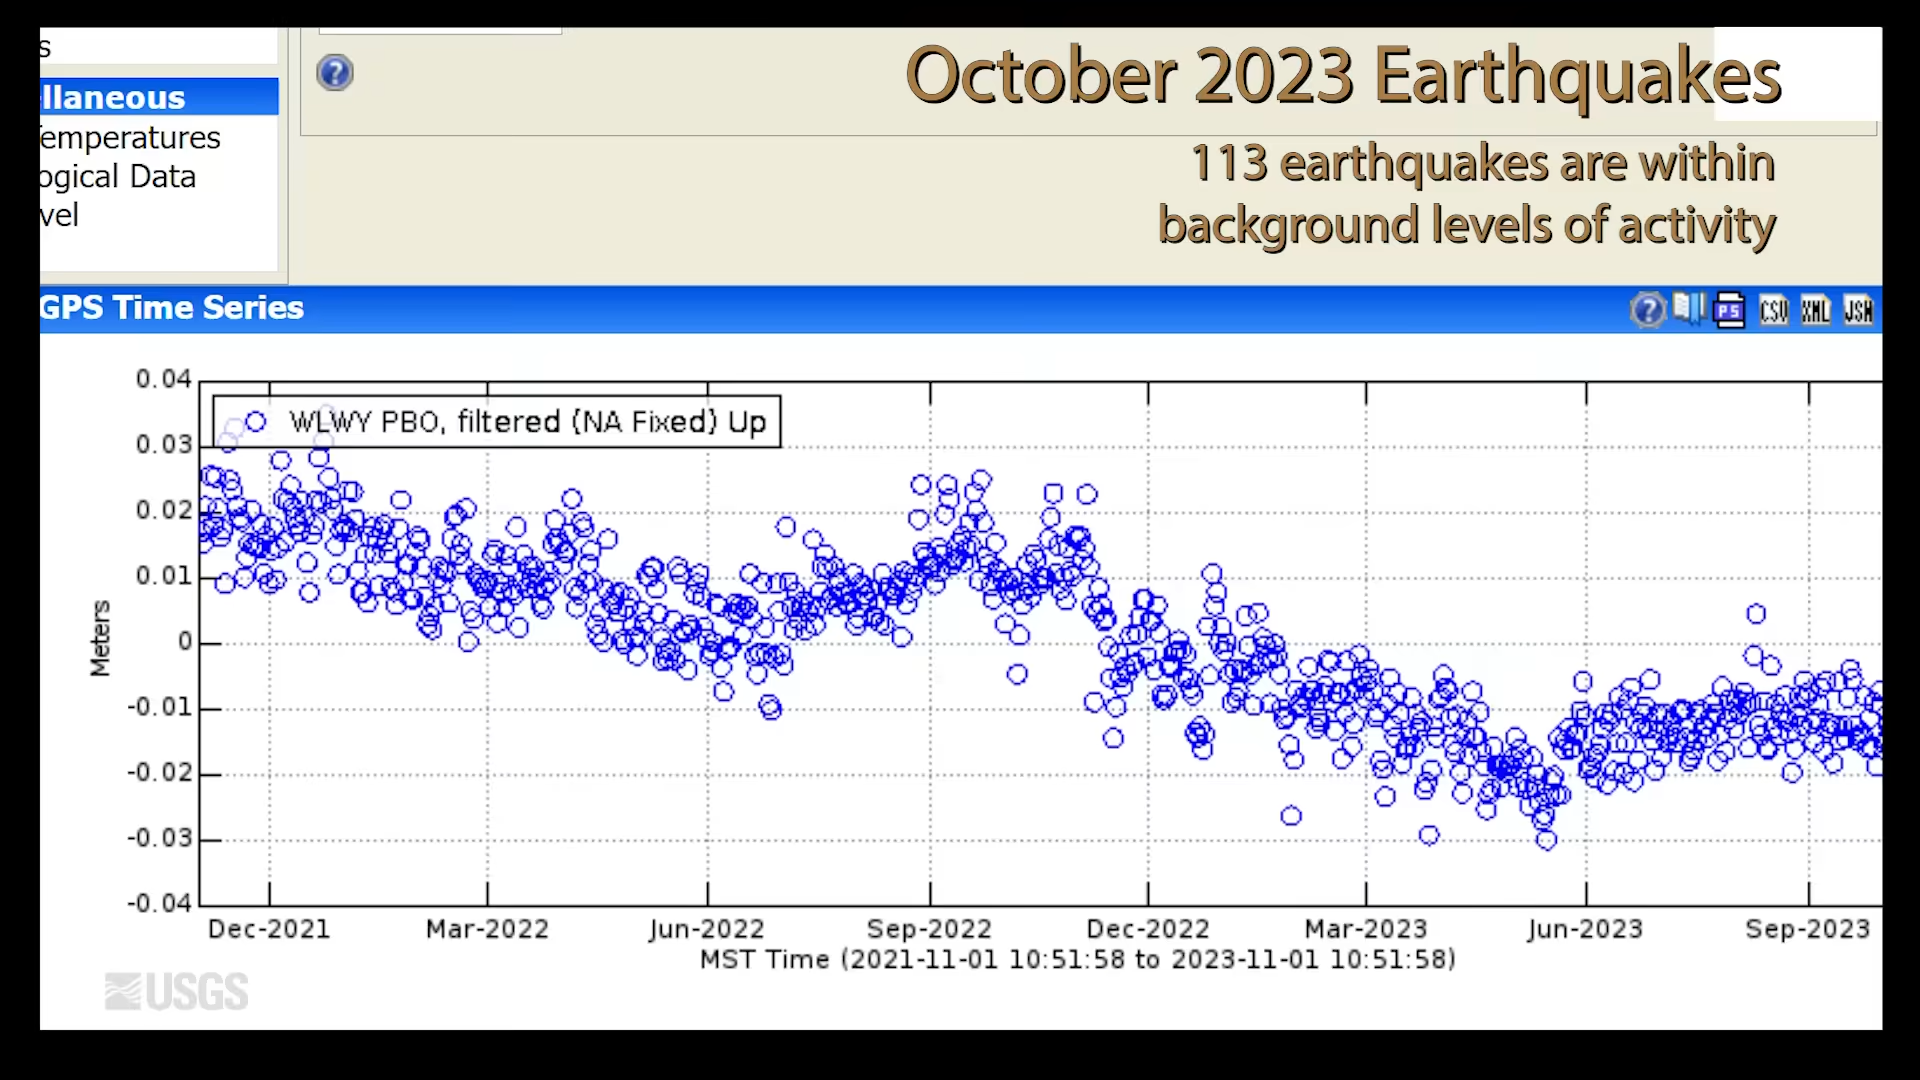 s
October 2023 Earthquakes
llaneous
Temperatures
ogical Data
vel
113 earthquakes are within
background levels of activity
GPS Time Series
PS CSV XML JSN
0.04
WLWY PBO, filtered (NA Fixed) Up
0.03
0.02
0.01
0
-0.01
-0.02
-0.03
-0.04
Meters
Dec-2021 Mar-2022 Jun-2022 Sep-2022 Dec-2022 Mar-2023 Jun-2023 Sep-2023
MST Time (2021-11-01 10:51:58 to 2023-11-01 10:51:58)
USGS